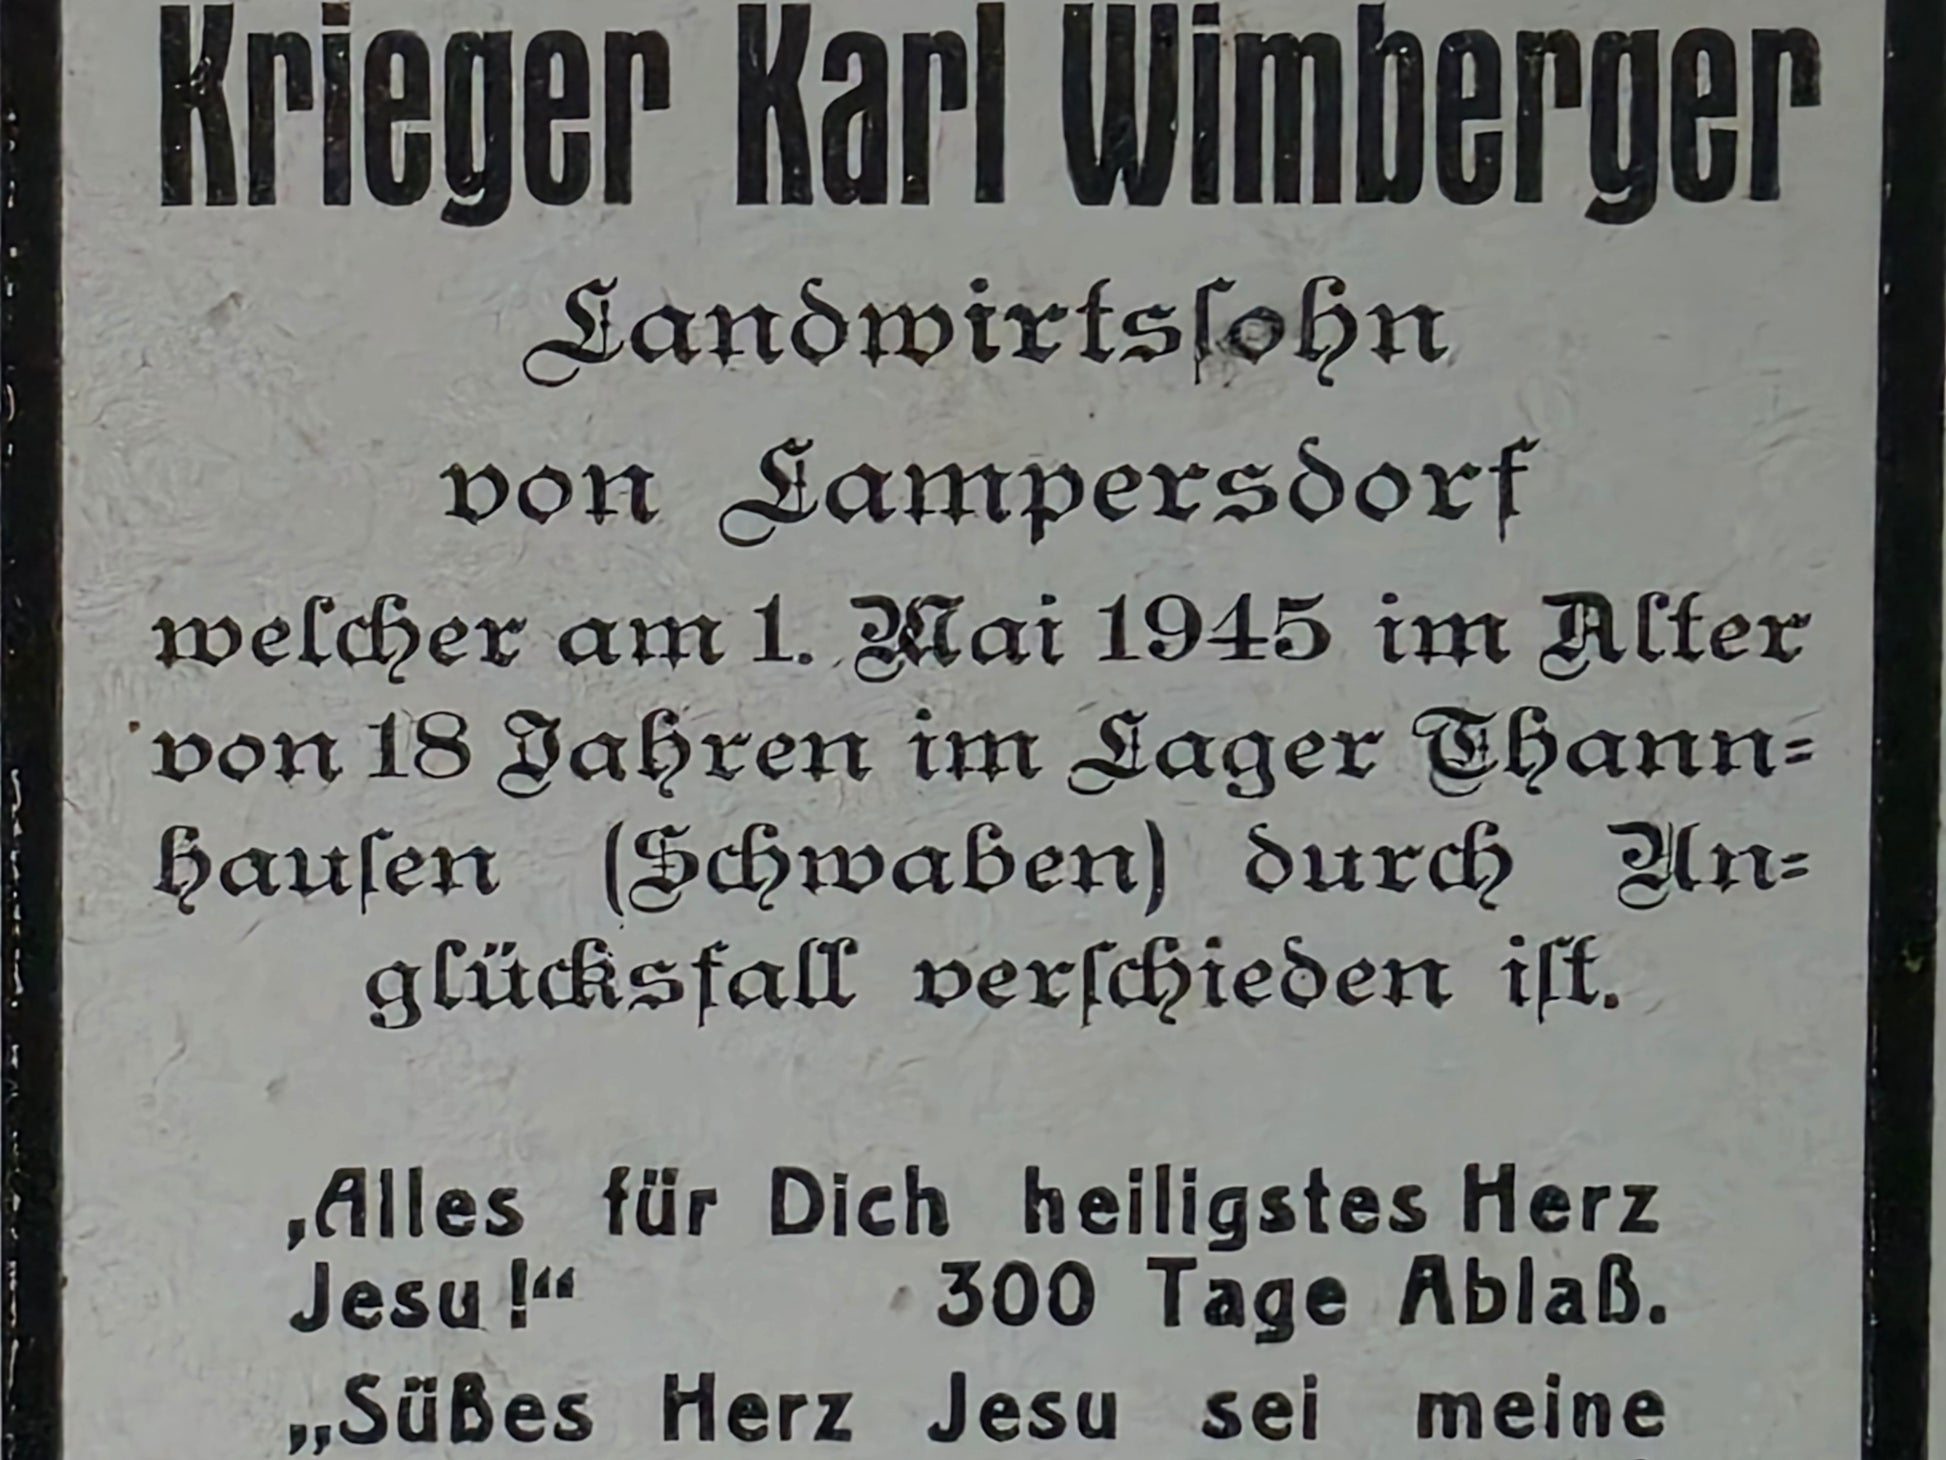 Krieger Karl Wimberger
Landwirtssohn
von Lampersdorf
welcher am 1. Mai 1945 im Alter
von 18 Jahren im Lager Thann=
hausen (Schwaben) durch Un=
glücksfall verschieden ist.
„Alles für Dich heiligstes Herz
Jesu!“ 300 Tage Ablaß.
„Süßes Herz Jesu sei meine